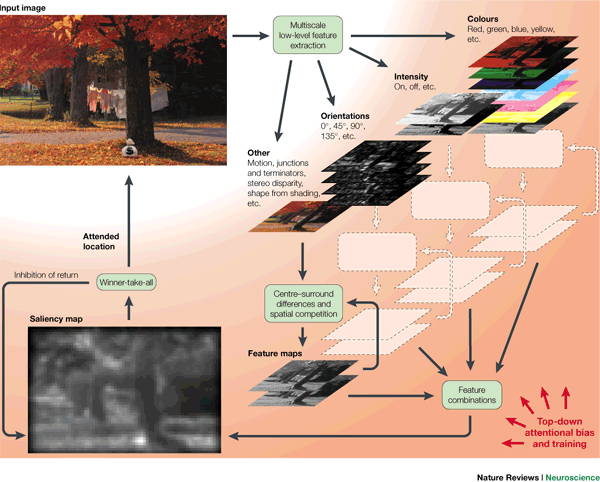 Input image
Multiscale
low-level feature
extraction
Colours
Red, green, blue, yellow,
etc.
Intensity
On, off, etc.
Orientations
0°, 45°, 90°,
135°, etc.
Other
Motion, junctions
and terminators,
stereo disparity,
shape from shading,
etc.
Attended
location
Inhibition of return
Winner-take-all
Centre–surround
differences and
spatial competition
Saliency map
Feature maps
Feature
combinations
Top-down
attentional bias
and training
Nature Reviews | Neuroscience